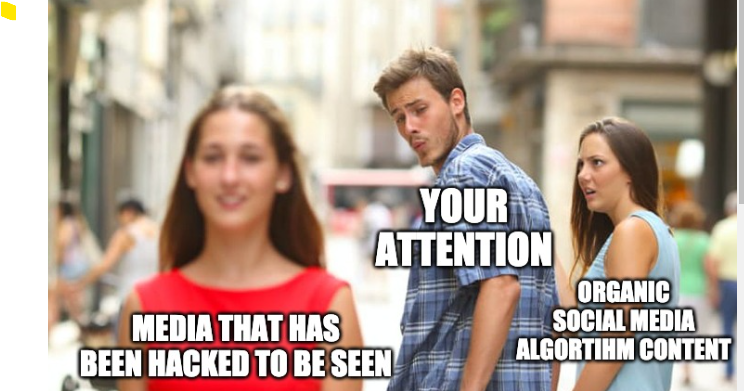 YOUR
ATTENTION
ORGANIC
SOCIAL MEDIA
ALGORTIHM CONTENT
MEDIA THAT HAS
BEEN HACKED TO BE SEEN